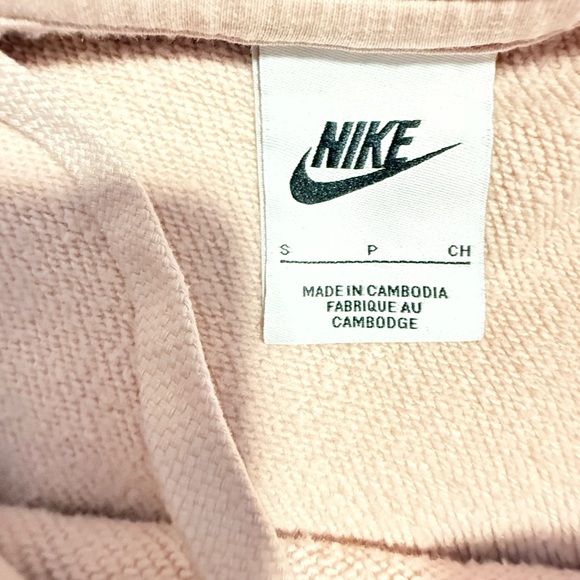 NIKE
S P CH
MADE IN CAMBODIA
FABRIQUE AU
CAMBODGE